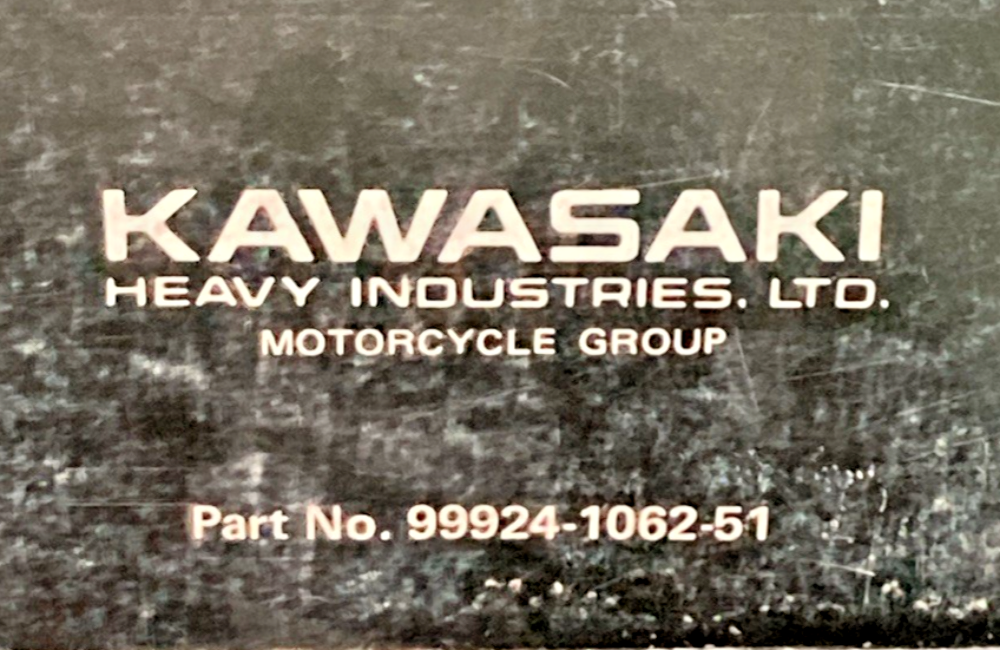 KAWASAKI
HEAVY INDUSTRIES. LTD.
MOTORCYCLE GROUP
Part No. 99924-1062-51